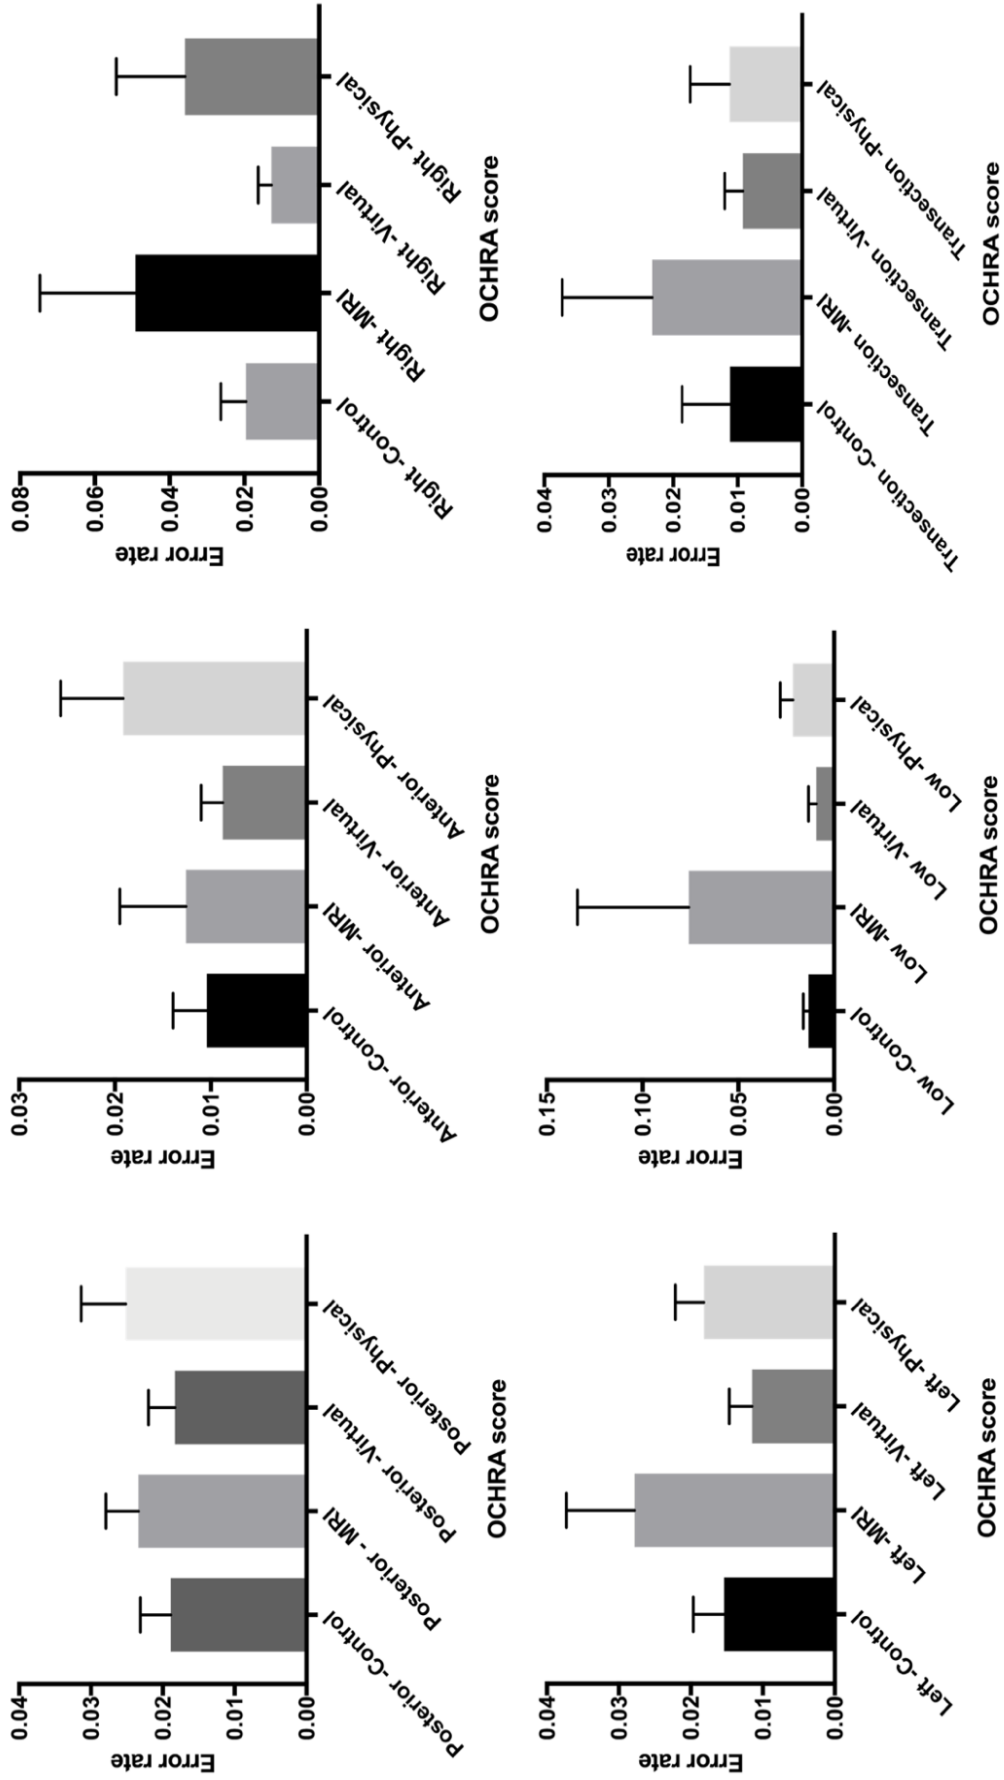 Error rate
0.04
0.03
0.02
0.01
0.00
Posterior -Control
Posterior - MRI
Posterior -Virtual
Posterior -Physical
OCHRA score
Error rate
0.03
0.02
0.01
0.00
Anterior -Control
Anterior -MRI
Anterior -Virtual
Anterior -Physical
OCHRA score
Error rate
0.08
0.06
0.04
0.02
0.00
Right -Control
Right -MRI
Right -Virtual
Right -Physical
OCHRA score
Error rate
0.04
0.03
0.02
0.01
0.00
Left -Control
Left -MRI
Left -Virtual
Left -Physical
OCHRA score
Error rate
0.15
0.10
0.05
0.00
Low -Control
Low -MRI
Low -Virtual
Low -Physical
OCHRA score
Error rate
0.04
0.03
0.02
0.01
0.00
Transection -Control
Transection -MRI
Transection -Virtual
Transection -Physical
OCHRA score